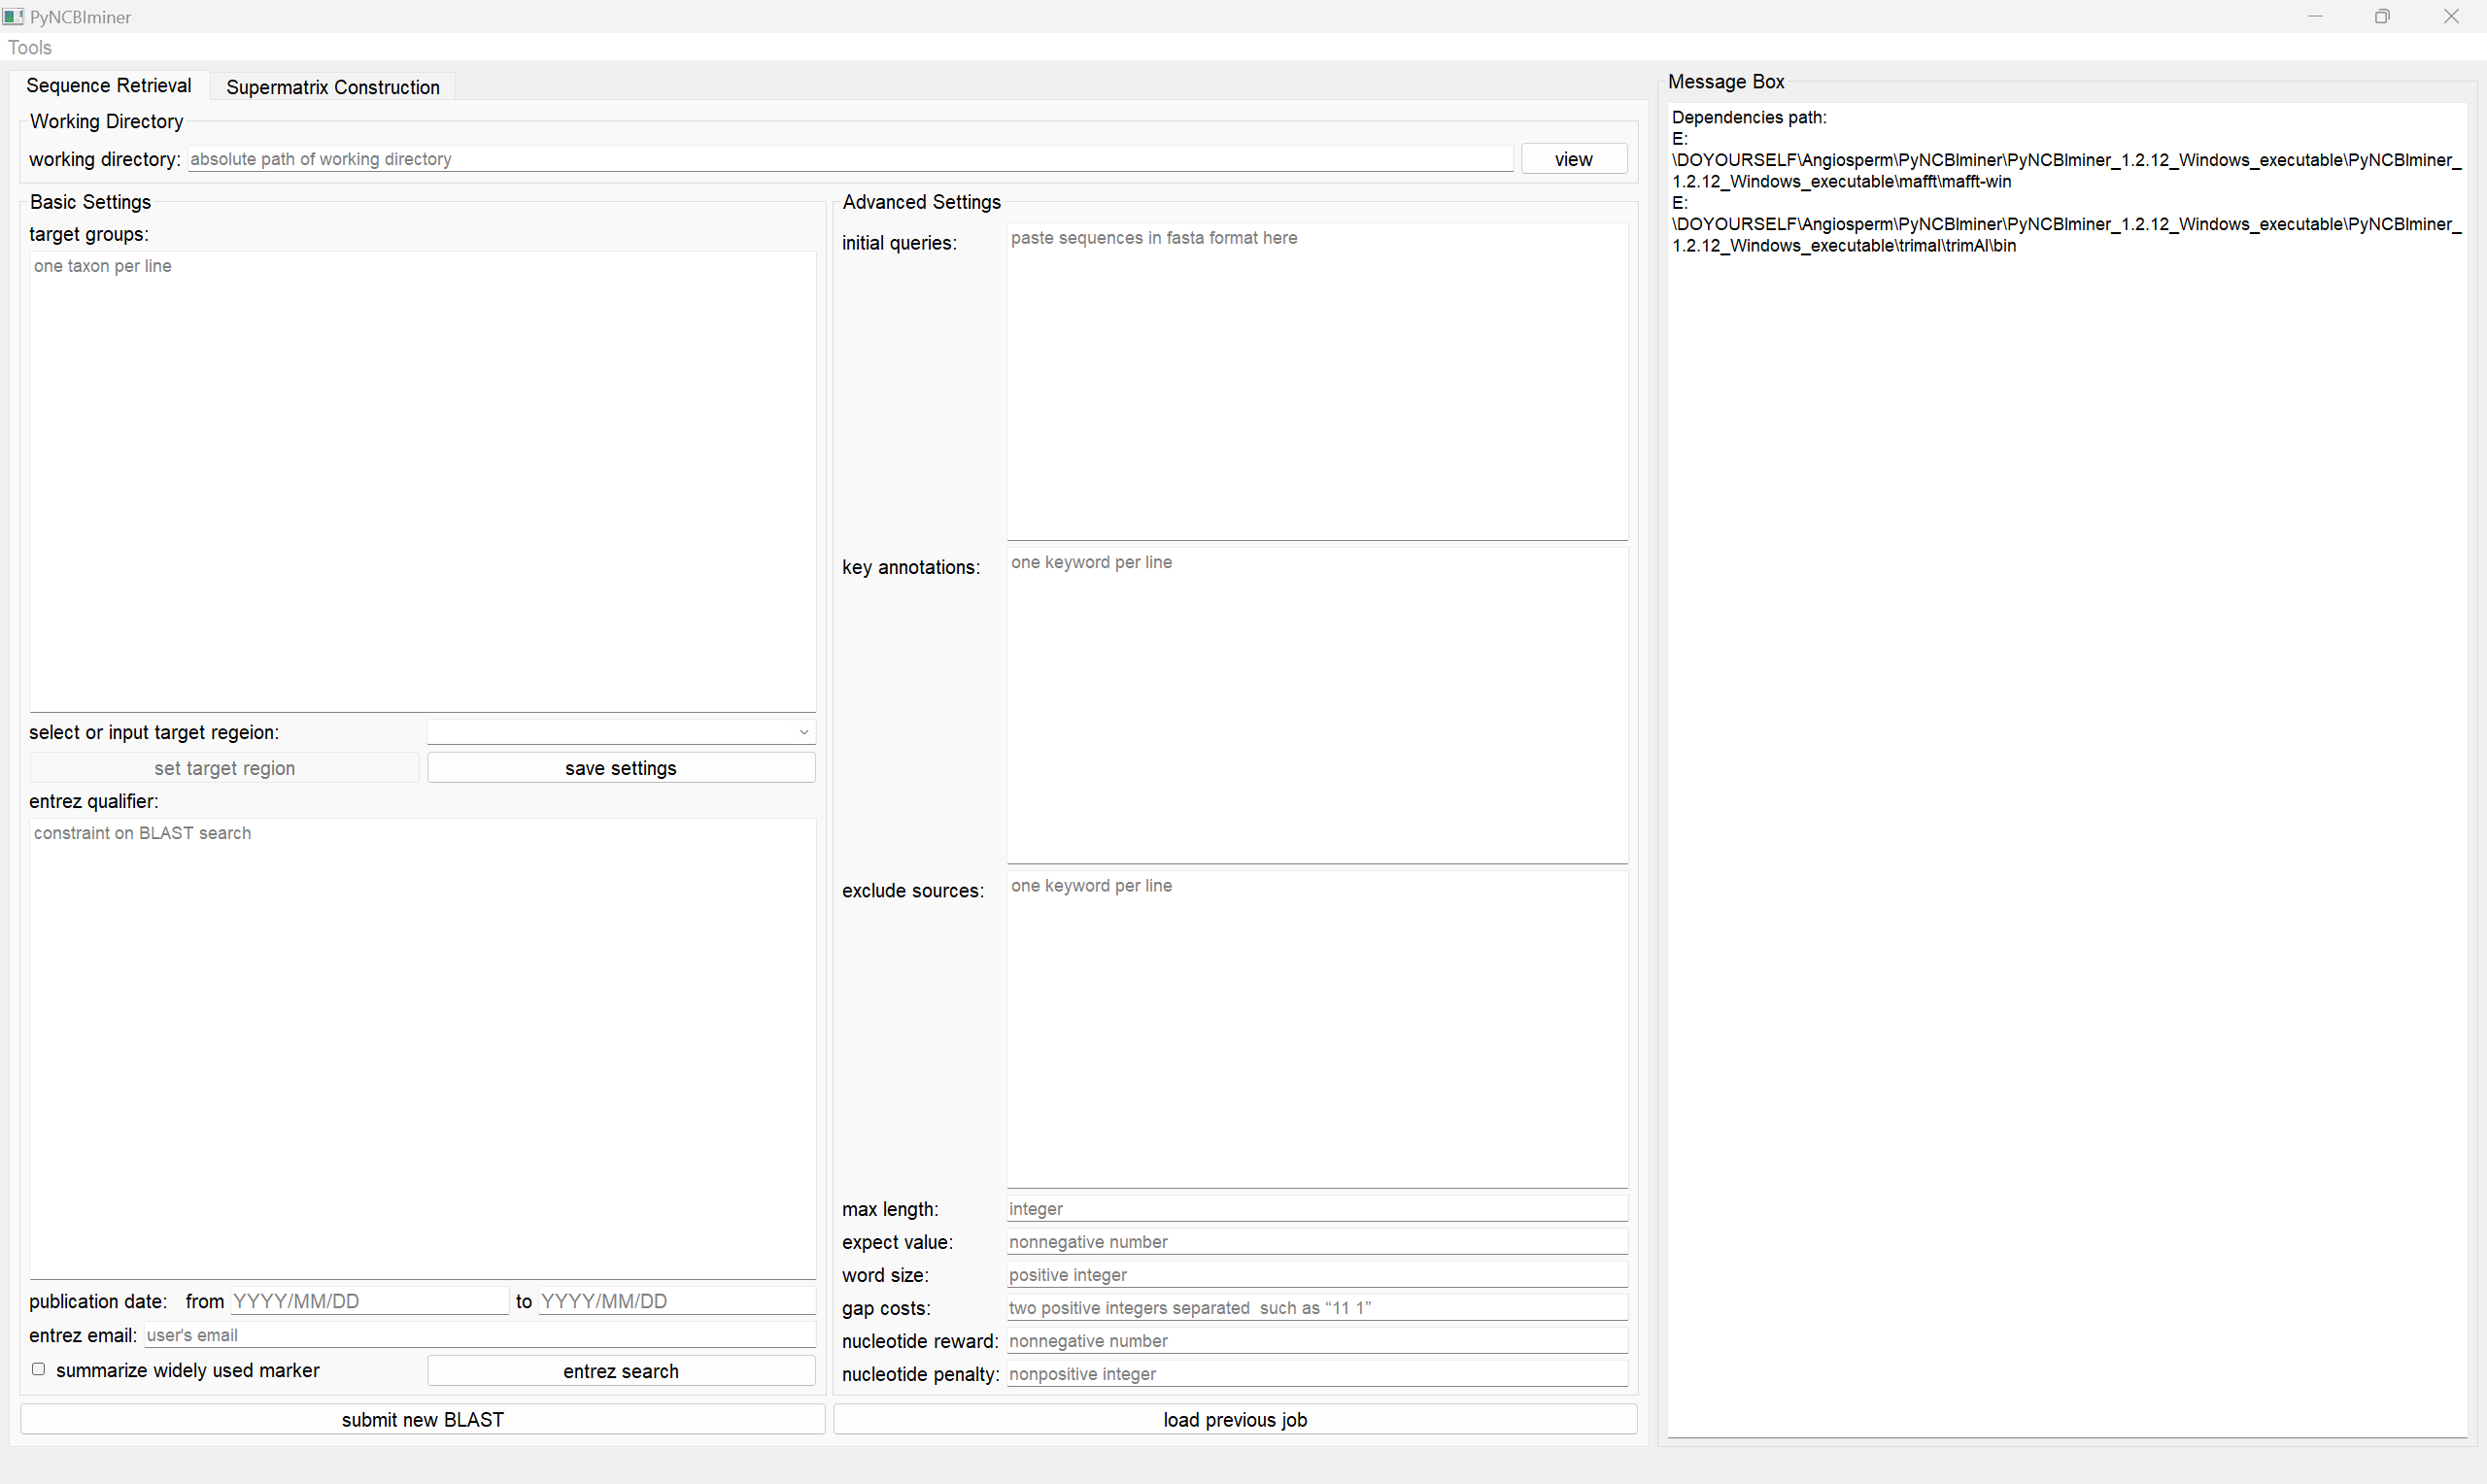 PyNCBIminer
Tools
Sequence Retrieval
Supermatrix Construction
Working Directory
working directory:
absolute path of working directory
view
Basic Settings
target groups:
one taxon per line
select or input target regeion:
set target region
save settings
entrez qualifier:
constraint on BLAST search
publication date: from YYYY/MM/DD to YYYY/MM/DD
entrez email: user's email
summarize widely used marker
entrez search
submit new BLAST
Advanced Settings
initial queries:
paste sequences in fasta format here
key annotations:
one keyword per line
exclude sources:
one keyword per line
max length: integer
expect value: nonnegative number
word size: positive integer
gap costs: two positive integers separated  such as “11 1”
nucleotide reward: nonnegative number
nucleotide penalty: nonpositive integer
load previous job
Message Box
Dependencies path:
E:
\DOYOURSELF\Angiosperm\PyNCBIminer\PyNCBIminer_1.2.12_Windows_executable\PyNCBIminer_
1.2.12_Windows_executable\mafft\mafft-win
E:
\DOYOURSELF\Angiosperm\PyNCBIminer\PyNCBIminer_1.2.12_Windows_executable\PyNCBIminer_
1.2.12_Windows_executable\trimal\trimAl\bin